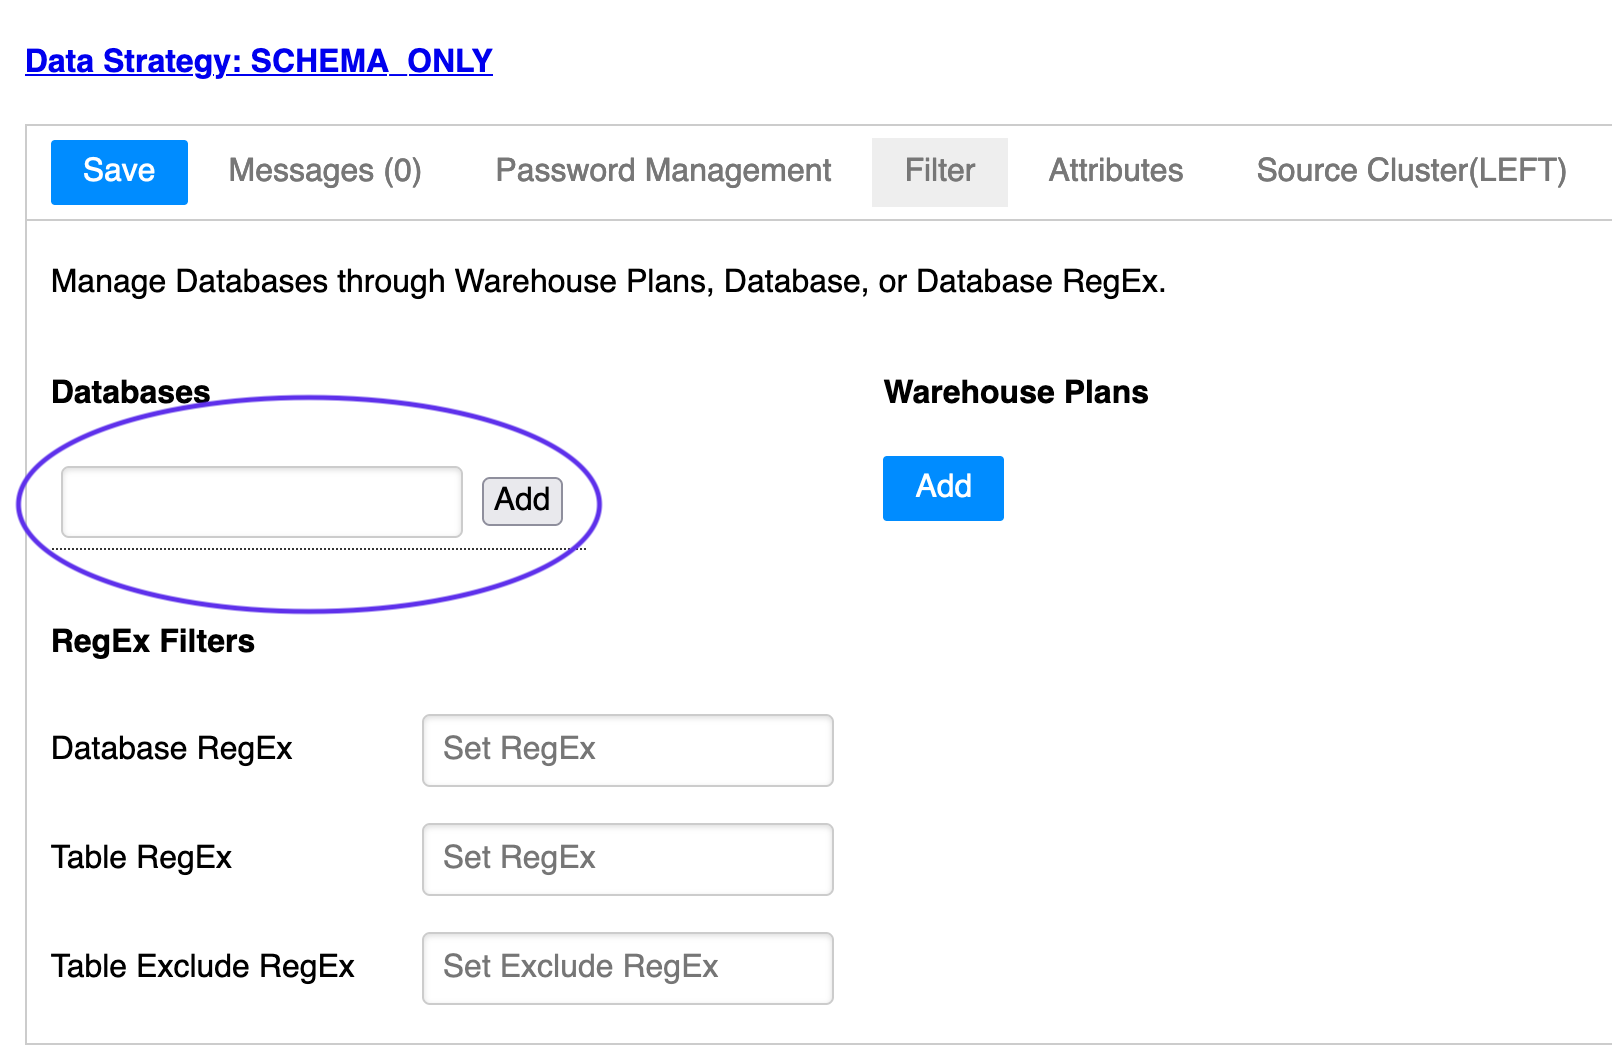 Data Strategy: SCHEMA_ONLY
Save Messages (0) Password Management Filter Attributes Source Cluster(LEFT)
Manage Databases through Warehouse Plans, Database, or Database RegEx.
Databases Warehouse Plans
Add Add
RegEx Filters
Database RegEx Set RegEx
Table RegEx Set RegEx
Table Exclude RegEx Set Exclude RegEx